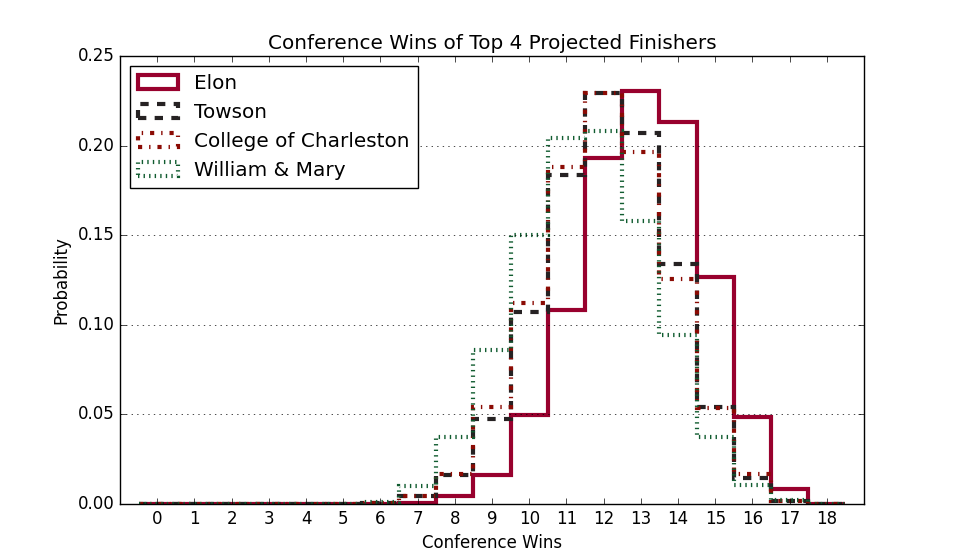 Conference Wins of Top 4 Projected Finishers
0.25
0.20
0.15
0.10
0.05
0.00
Probability
Elon
Towson
College of Charleston
William & Mary
0 1 2 3 4 5 6 7 8 9 10 11 12 13 14 15 16 17 18
Conference Wins